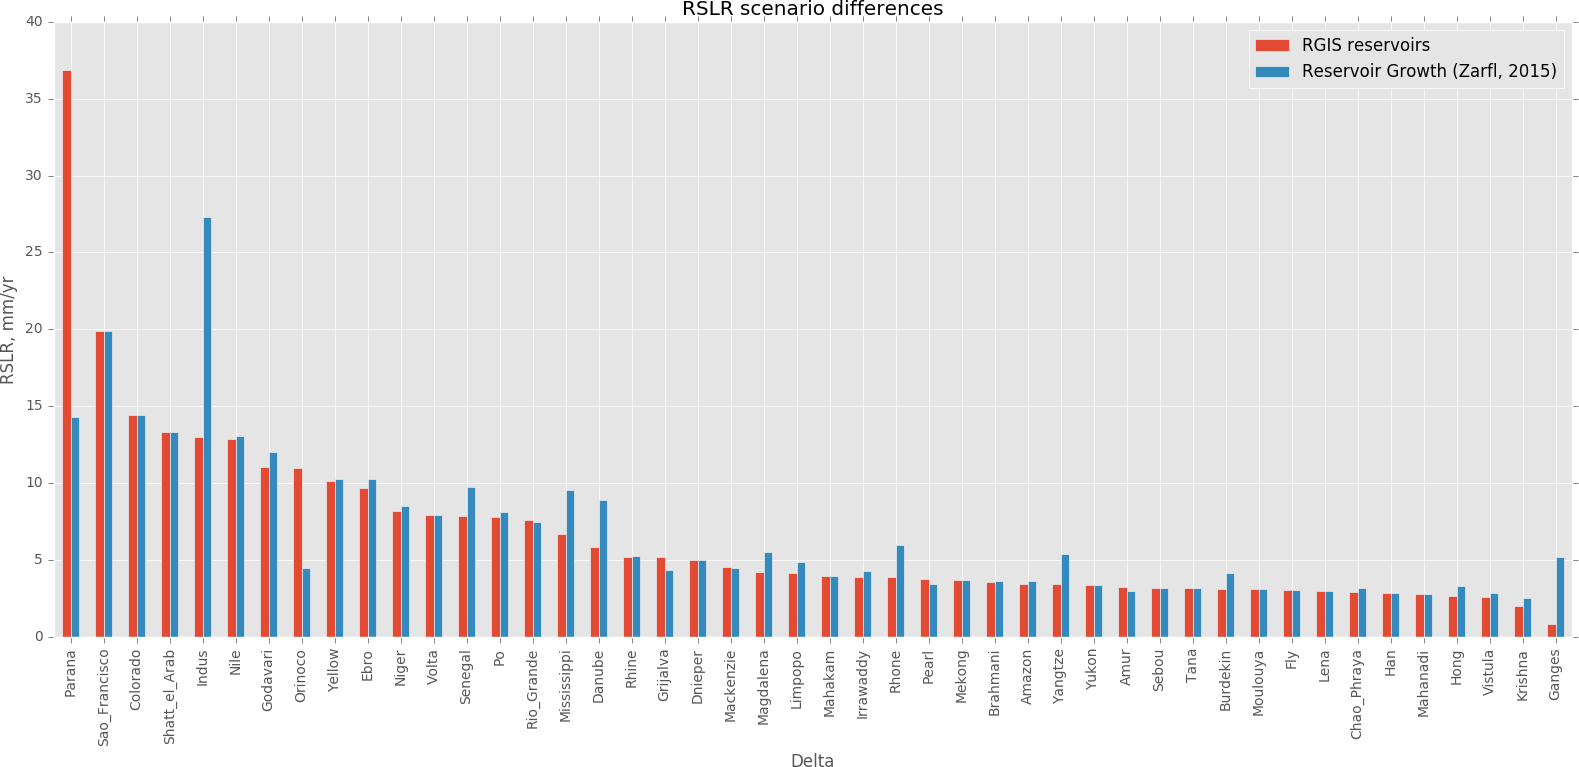 RSLR scenario differences
RGIS reservoirs
Reservoir Growth (Zarfl, 2015)
RSLR, mm/yr
40
35
30
25
20
15
10
5
0
Parana
Sao_Francisco
Colorado
Shatt_el_Arab
Indus
Nile
Godavari
Orinoco
Yellow
Ebro
Niger
Volta
Senegal
Po
Rio_Grande
Mississippi
Danube
Rhine
Grijalva
Dnieper
Mackenzie
Magdalena
Limpopo
Mahakam
Irrawaddy
Rhone
Pearl
Mekong
Brahmani
Amazon
Yangtze
Yukon
Amur
Sebou
Tana
Burdekin
Moulouya
Fly
Lena
Chao_Phraya
Han
Mahanadi
Hong
Vistula
Krishna
Ganges
Delta